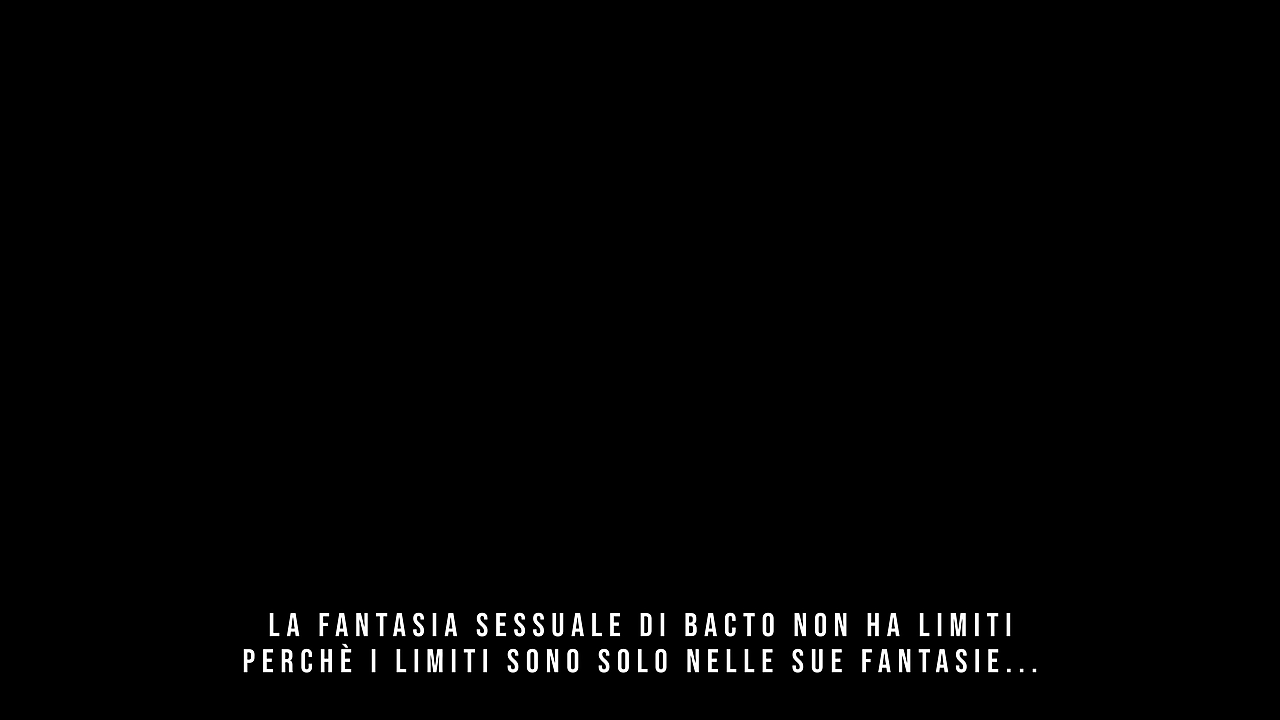 LA FANTASIA SESSUALE DI BACTO NON HA LIMITI
PERCHÈ I LIMITI SONO SOLO NELLE SUE FANTASIE...